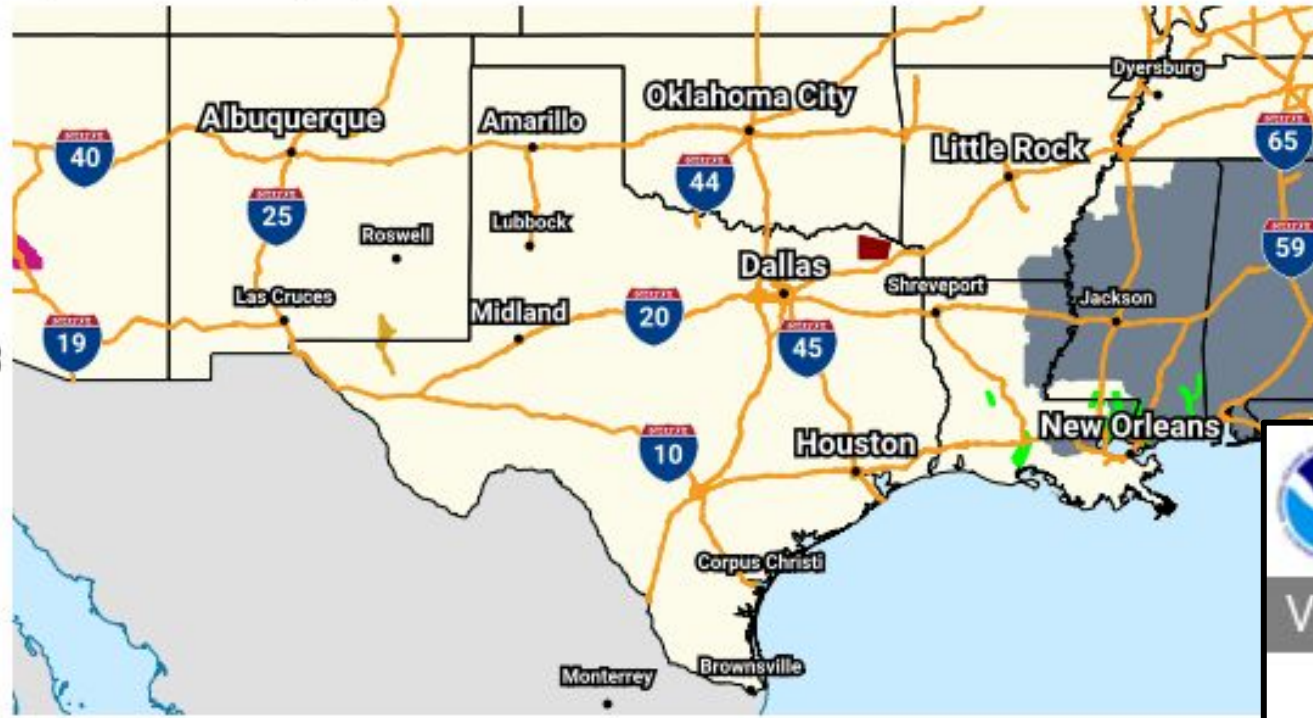 Dyersburg
Oklahoma City
Albuquerque
Amarillo
40
65
Little Rock
44
25
Lubbock
Roswell
59
Dallas
Shreveport
Las Cruces
Jackson
Midland
20
19
45
New Orleans
Houston
10
Corpus Christi
V
Brownsville
Monterrey